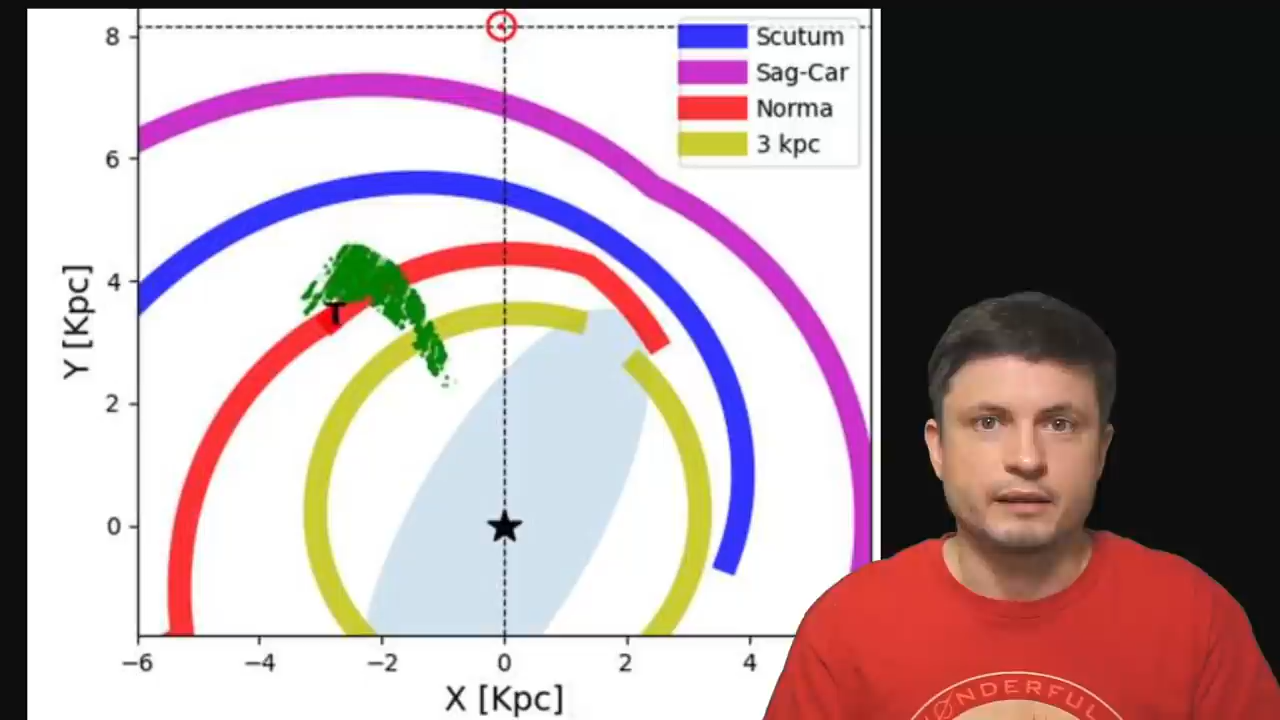 8
6
4
2
0
Y [Kpc]
−6
−4
−2
0
2
4
X [Kpc]
Scutum
Sag-Car
Norma
3 kpc
T
WØNDERFUL